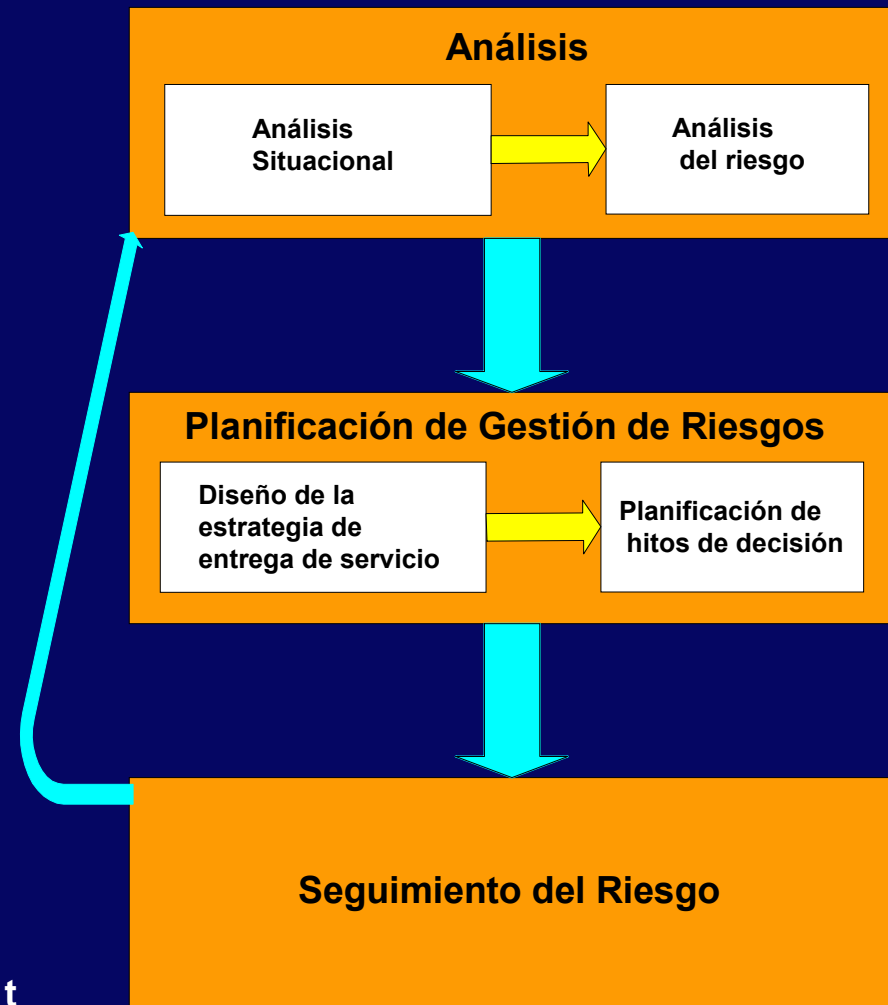 Análisis
Análisis
Situacional
Análisis
del riesgo
Planificación de Gestión de Riesgos
Diseño de la
estrategia de
entrega de servicio
Planificación de
hitos de decisión
Seguimiento del Riesgo
t